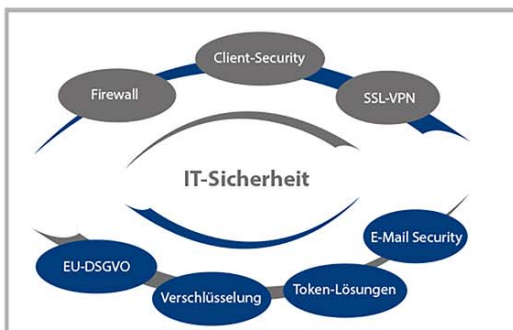 Client-Security
Firewall
SSL-VPN
IT-Sicherheit
E-Mail Security
EU-DSGVO
Token-Lösungen
Verschlüsselung